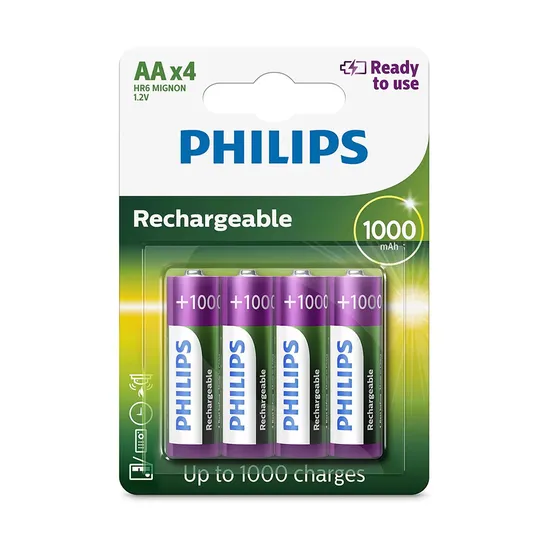 AA x4
HR6 MIGNON
1.2V
Ready
to use
PHILIPS
Rechargeable
1000
mAh
+1000
+1000
+1000
+1000
PHILIPS
Rechargeable
PHILIPS
Rechargeable
PHILIPS
Rechargeable
PHILIPS
Rechargeable
Up to 1000 charges